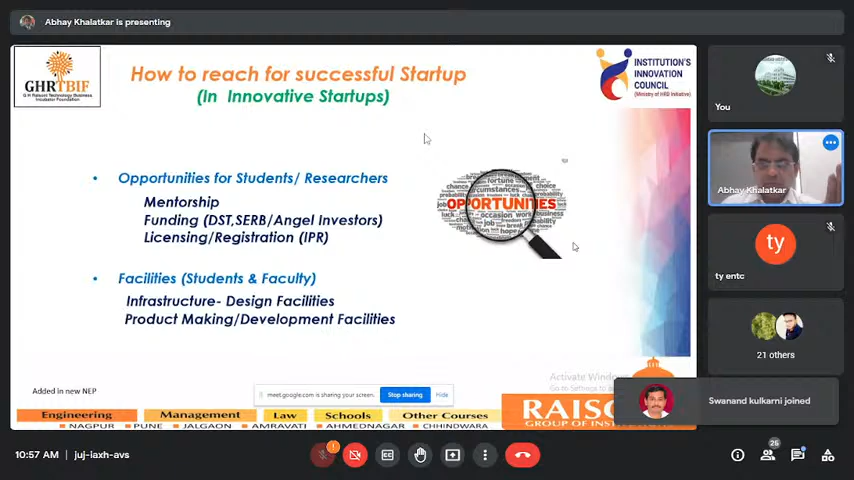 Abhay Khalatkar is presenting
GHRTBIF
G H Raisoni Technology Business
Incubator Foundation
How to reach for successful Startup
(In Innovative Startups)
INSTITUTION'S
INNOVATION
COUNCIL
(Ministry of HRD Initiative)
• Opportunities for Students/ Researchers
Mentorship
Funding (DST,SERB/Angel Investors)
Licensing/Registration (IPR)
OPPORTUNITIES
• Facilities (Students & Faculty)
Infrastructure- Design Facilities
Product Making/Development Facilities
Added in new NEP
Activate Windows
Go to Settings to
meet.google.com is sharing your screen.
Stop sharing
Hide
Engineering Management Law Schools Other Courses
NAGPUR PUNE JALGAON AMRAVATI AHMEDNAGAR CHHINDWARA
RAISO
GROUP OF INST
You
Abhay Khalatkar
ty
ty entc
21 others
Swanand kulkarni joined
10:57 AM | juj-iaxh-avs
25